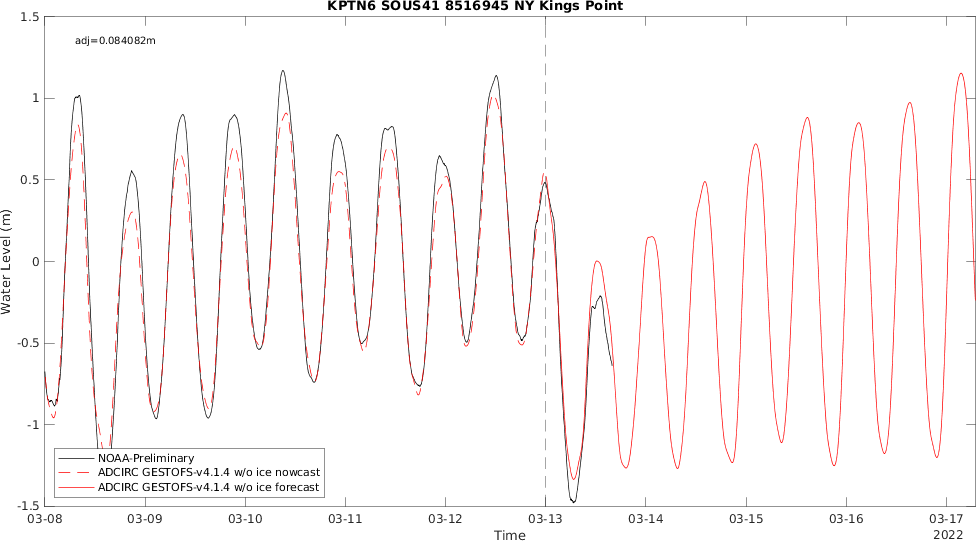 KPTN6 SOUS41 8516945 NY Kings Point
adj=0.084082m
1.5
1
0.5
0
-0.5
-1
-1.5
Water Level (m)
NOAA-Preliminary
ADCIRC GESTOFS-v4.1.4 w/o ice nowcast
ADCIRC GESTOFS-v4.1.4 w/o ice forecast
03-08 03-09 03-10 03-11 03-12 03-13 03-14 03-15 03-16 03-17
Time
2022